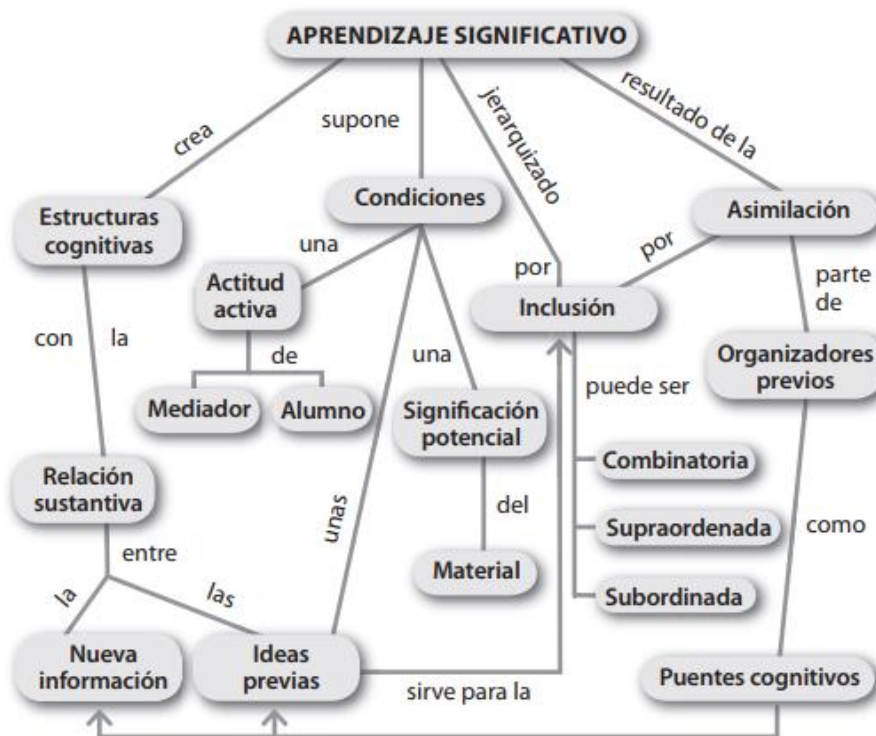 APRENDIZAJE SIGNIFICATIVO
crea
supone
jerarquizado
resultado de la
Estructuras
cognitivas
Condiciones
Asimilación
una
por
por
parte
de
Actitud
activa
Inclusión
con
la
de
una
puede ser
Organizadores
previos
Mediador
Alumno
Significación
potencial
Combinatoria
Relación
sustantiva
unas
del
Supraordenada
como
entre
Material
Subordinada
la
las
Nueva
información
Ideas
previas
sirve para la
Puentes cognitivos